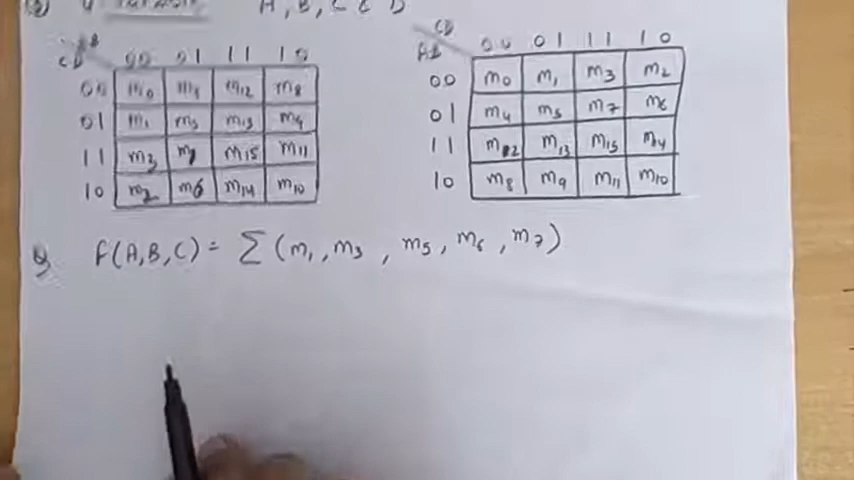 4 A, B, C & D
AB
CD 00 01 11 10
00 m0 m4 m12 m8
01 m1 m5 m13 m9
11 m3 m7 m15 m11
10 m2 m6 m14 m10
CD
AB 00 01 11 10
00 m0 m1 m3 m2
01 m4 m5 m7 m6
11 m12 m13 m15 m14
10 m8 m9 m11 m10
Q F(A,B,C) = Σ (m1, m3, m5, m6, m7)